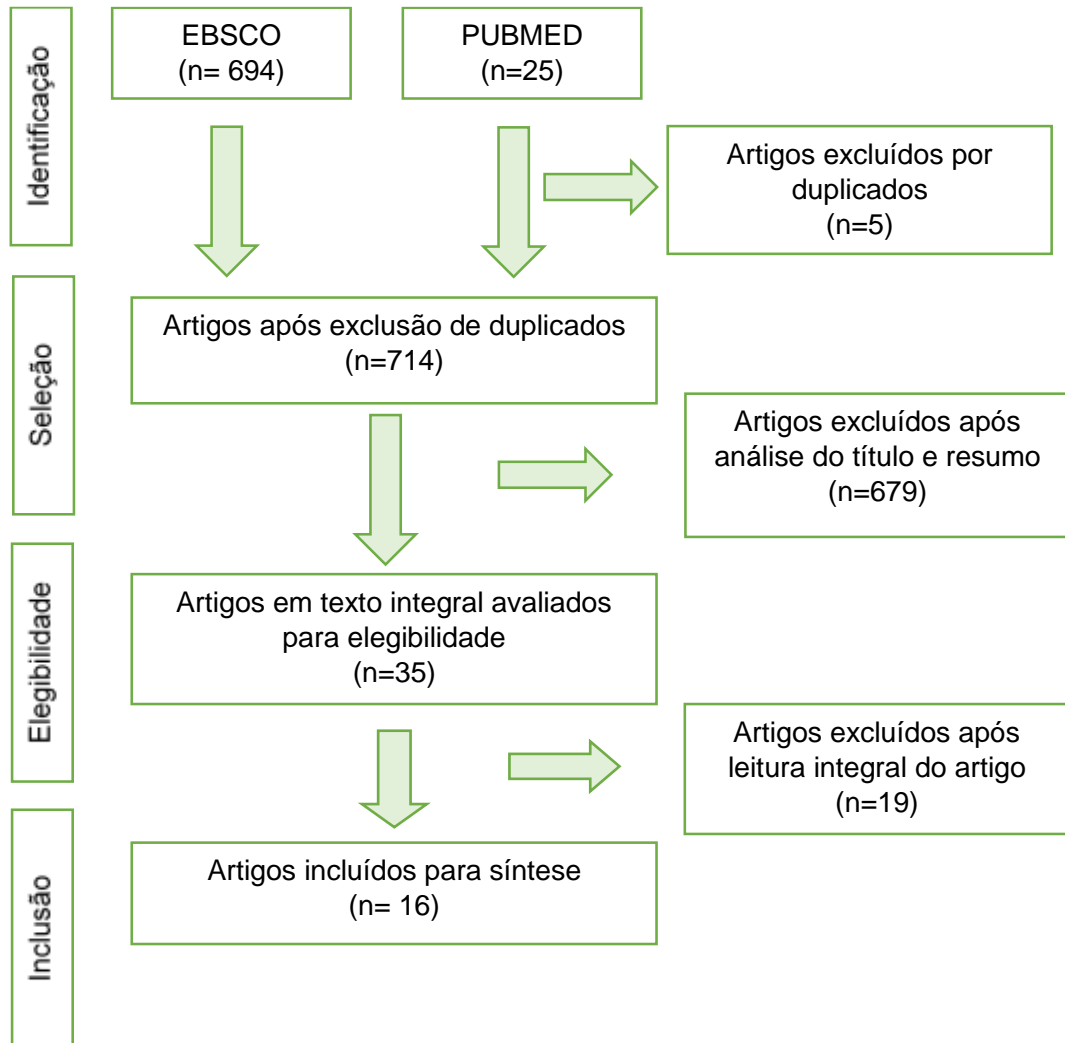 Identificação
EBSCO
(n= 694)
PUBMED
(n=25)
Artigos excluídos por
duplicados
(n=5)
Seleção
Artigos após exclusão de duplicados
(n=714)
Artigos excluídos após
análise do título e resumo
(n=679)
Elegibilidade
Artigos em texto integral avaliados
para elegibilidade
(n=35)
Artigos excluídos após
leitura integral do artigo
(n=19)
Inclusão
Artigos incluídos para síntese
(n= 16)